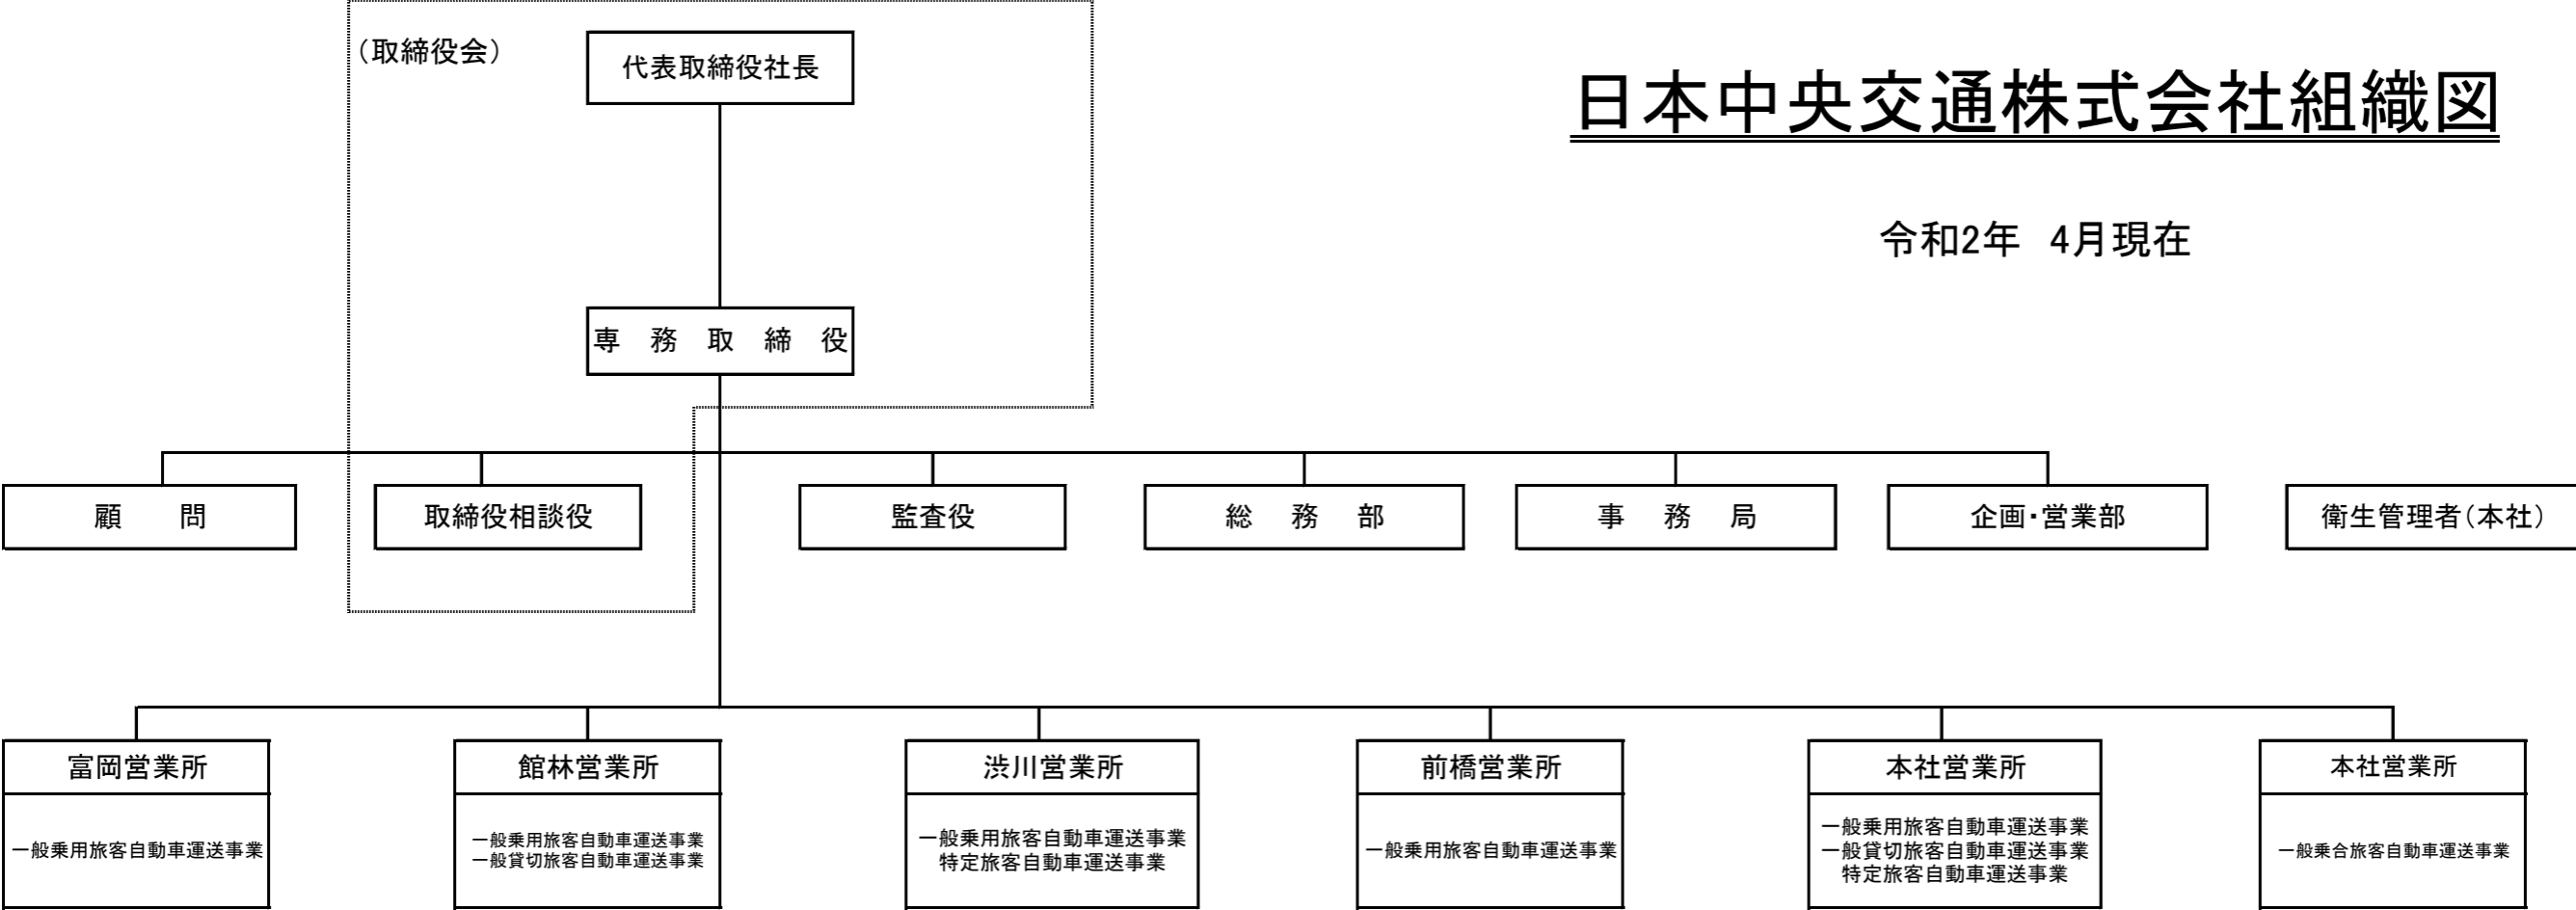 (取締役会)
代表取締役社長
日本中央交通株式会社組織図
令和2年 4月現在
専 務 取 締 役
顧 問
取締役相談役
監査役
総 務 部
事 務 局
企画・営業部
衛生管理者(本社)
富岡営業所
館林営業所
渋川営業所
前橋営業所
本社営業所
本社営業所
一般乗用旅客自動車運送事業
一般乗用旅客自動車運送事業
一般貸切旅客自動車運送事業
一般乗用旅客自動車運送事業
特定旅客自動車運送事業
一般乗用旅客自動車運送事業
一般乗用旅客自動車運送事業
一般貸切旅客自動車運送事業
特定旅客自動車運送事業
一般乗合旅客自動車運送事業